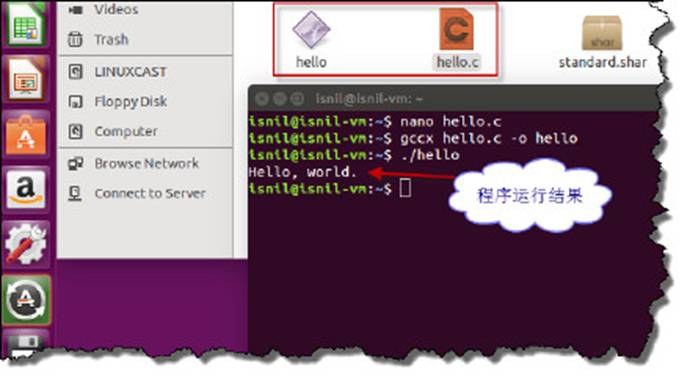 Videos
Trash
LINUXCAST
Floppy Disk
Computer
Browse Network
Connect to Server
hello
hello.c
shar
standard.shar
isnil@isnil-vm: ~
isnil@isnil-vm:~$ nano hello.c
isnil@isnil-vm:~$ gccx hello.c -o hello
isnil@isnil-vm:~$ ./hello
Hello, world.
isnil@isnil-vm:~$
程序运行结果